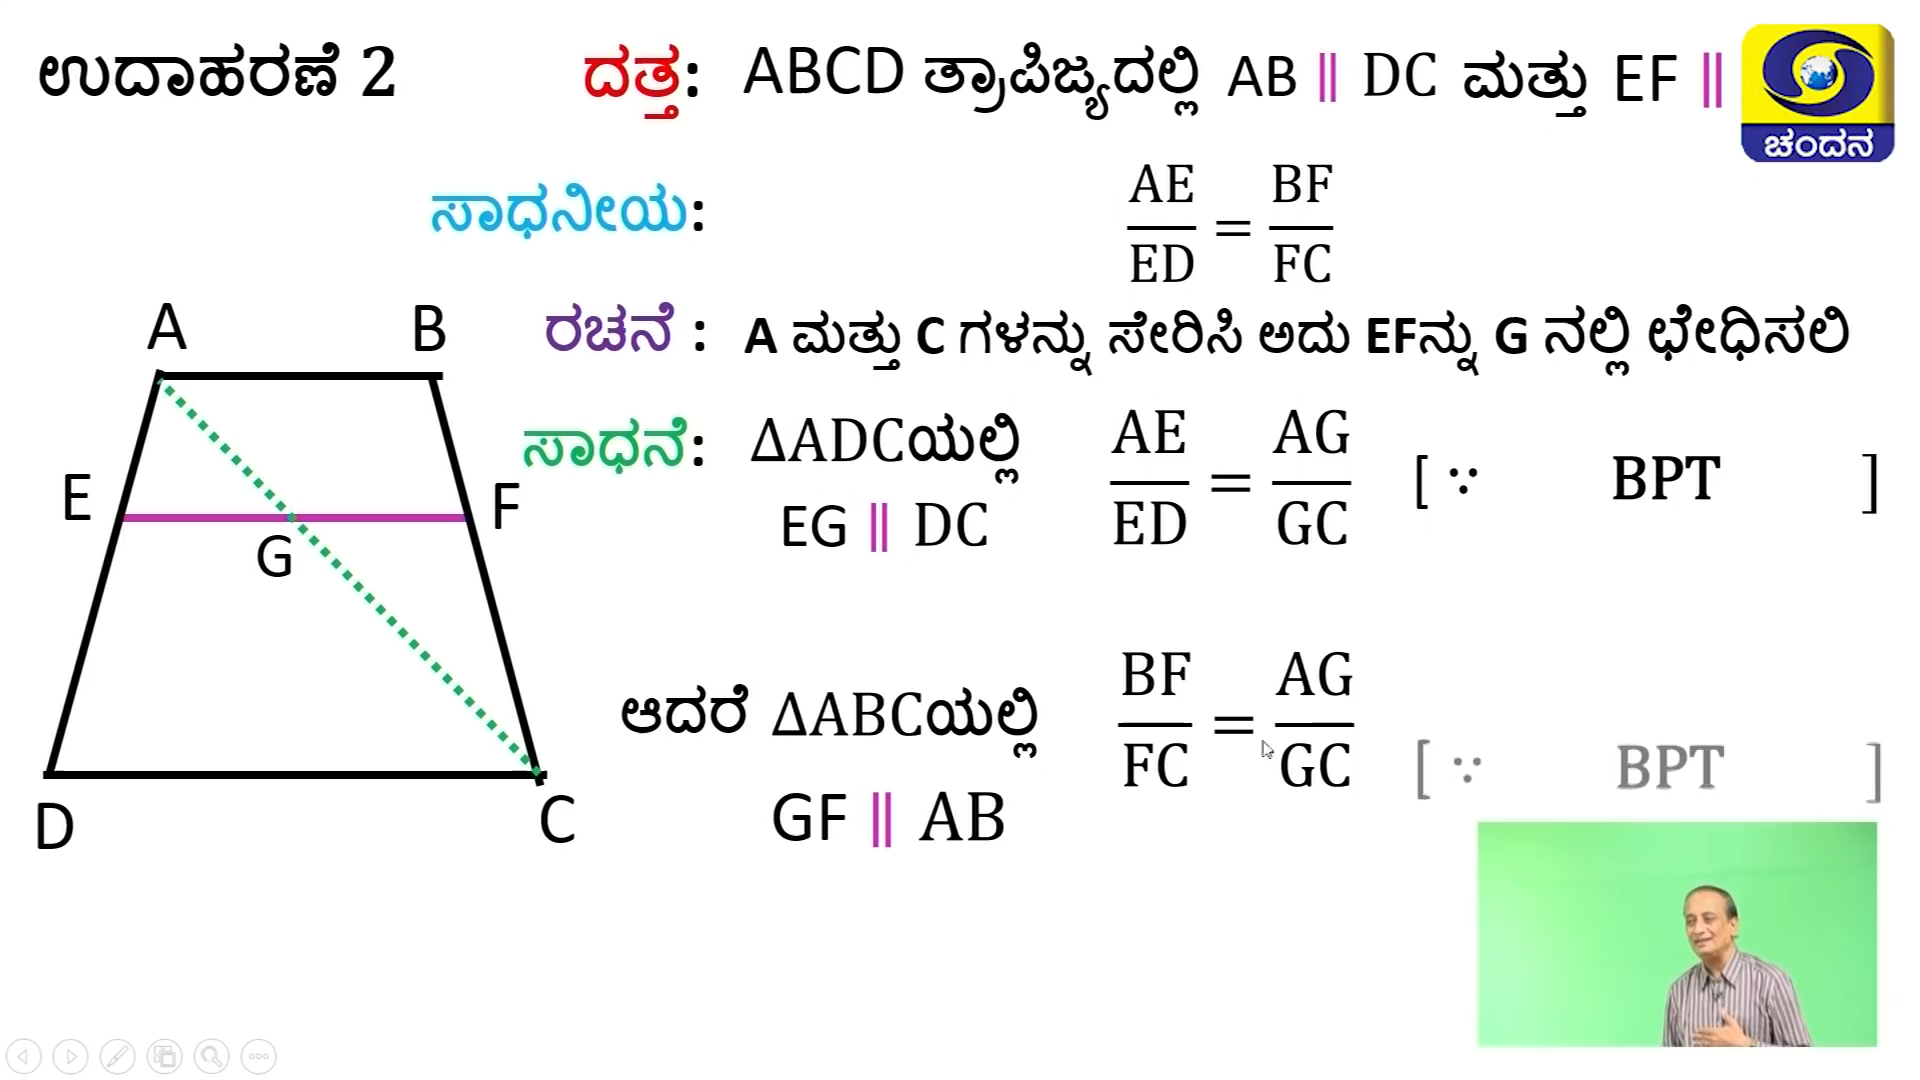 ಉದಾಹರಣೆ 2
ದತ್ತ: ABCD ತ್ರಾಪಿಜ್ಯದಲ್ಲಿ AB || DC ಮತ್ತು EF ||
ಚಂದನ
ಸಾಧನೀಯ: AE/ED = BF/FC
ರಚನೆ : A ಮತ್ತು C ಗಳನ್ನು ಸೇರಿಸಿ ಅದು EFನ್ನು G ನಲ್ಲಿ ಛೇಧಿಸಲಿ
ಸಾಧನೆ: ΔADCಯಲ್ಲಿ AE/ED = AG/GC [ ∵ BPT ]
EG || DC
ಆದರೆ ΔABCಯಲ್ಲಿ BF/FC = AG/GC [ ∵ BPT ]
GF || AB
A B
E F
G
D C